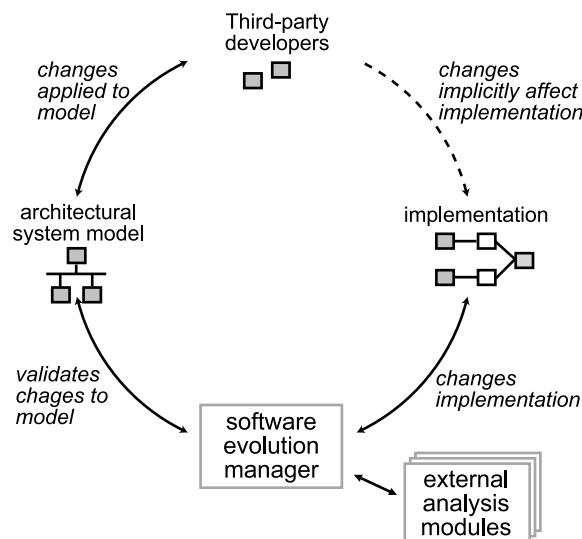 Third-party
developers
changes
applied to
model
changes
implicitly affect
implementation
architectural
system model
implementation
validates
chages to
model
changes
implementation
software
evolution
manager
external
analysis
modules